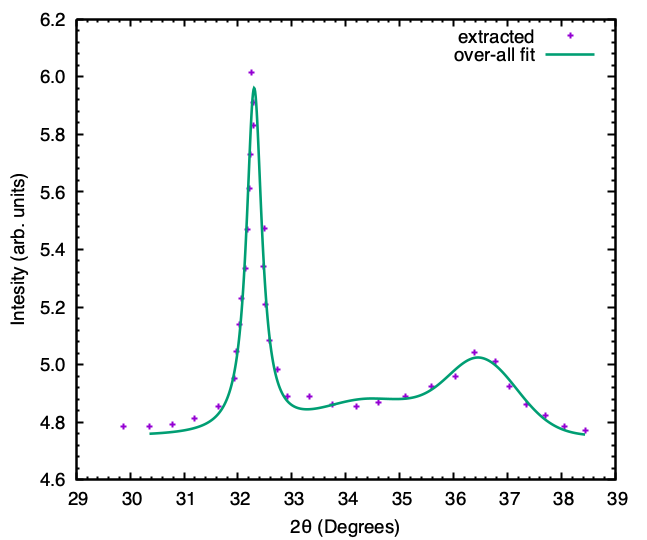 extracted
over-all fit
6.2
6.0
5.8
5.6
5.4
5.2
5.0
4.8
4.6
Intesity (arb. units)
29 30 31 32 33 34 35 36 37 38 39
2θ (Degrees)